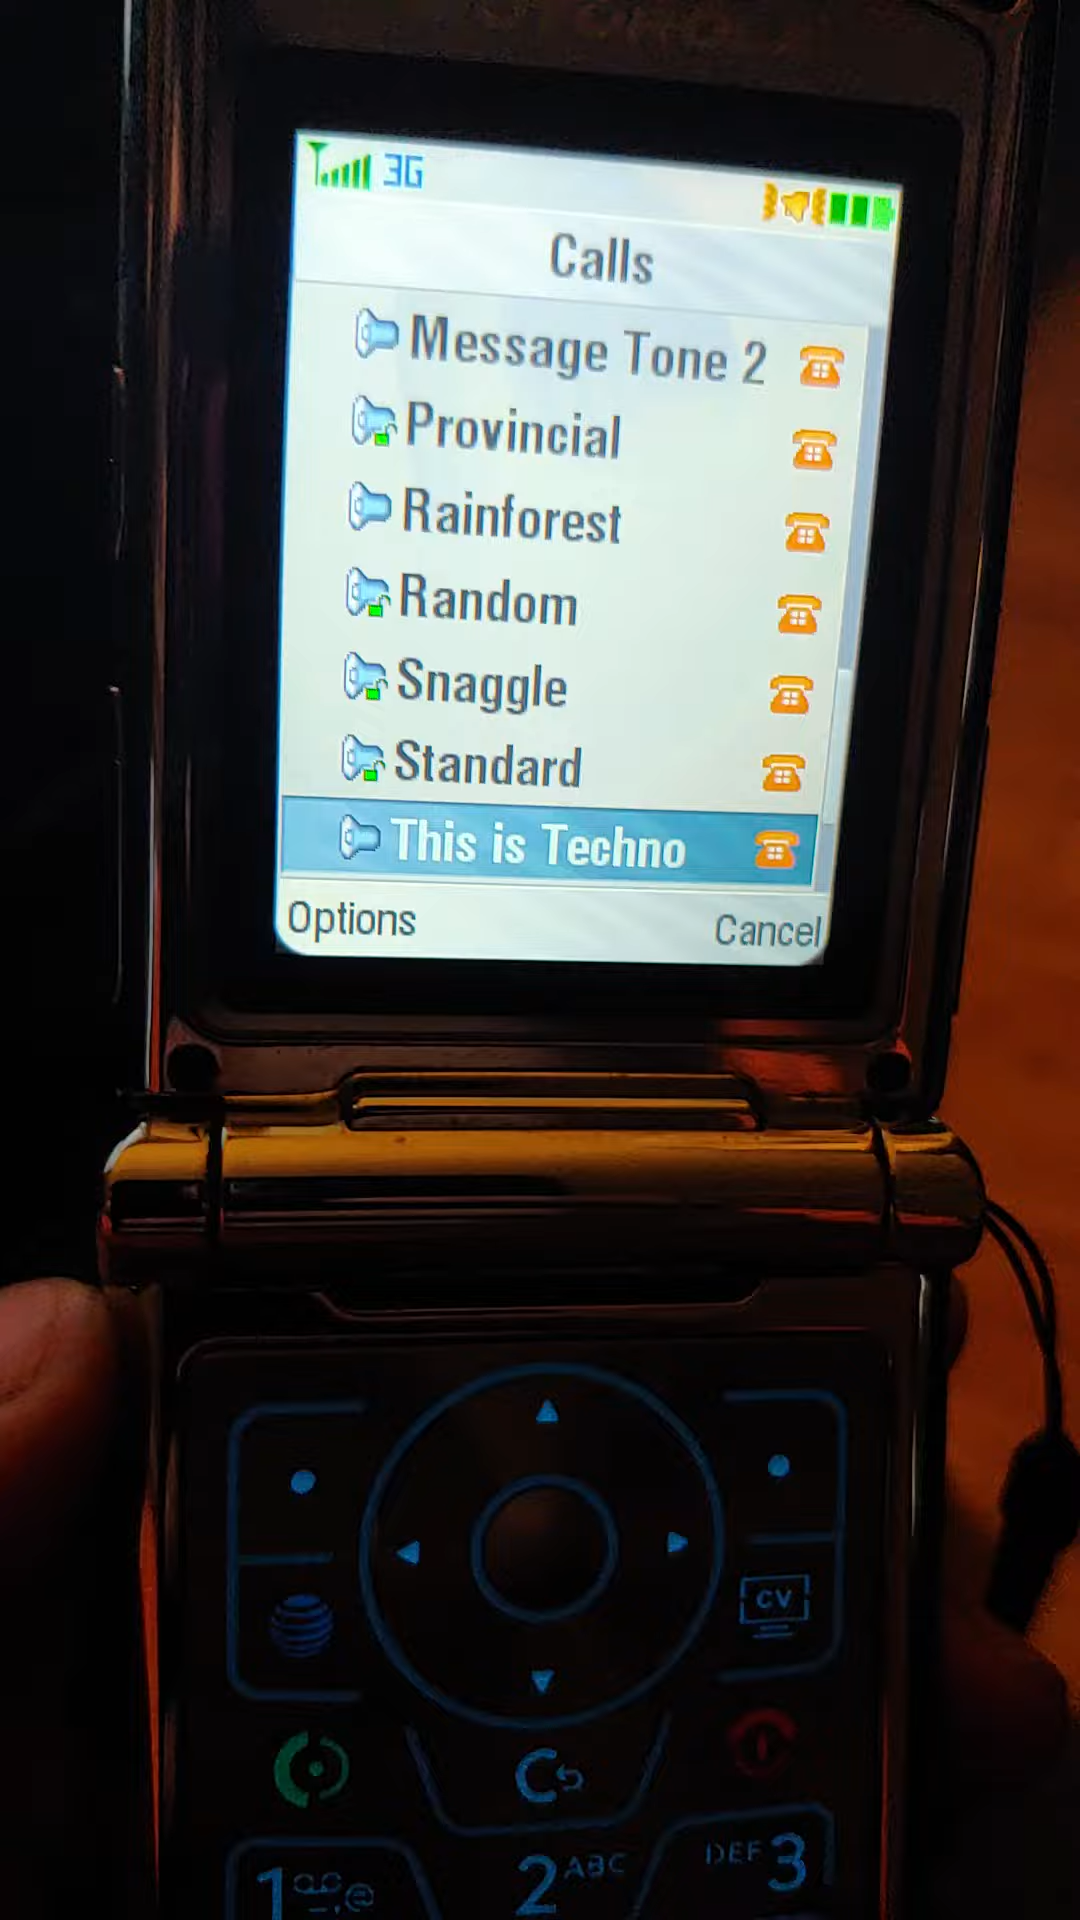 3G
Calls
Message Tone 2
Provincial
Rainforest
Random
Snaggle
Standard
This is Techno
Options Cancel
CV
C
1 2 ABC DEF 3